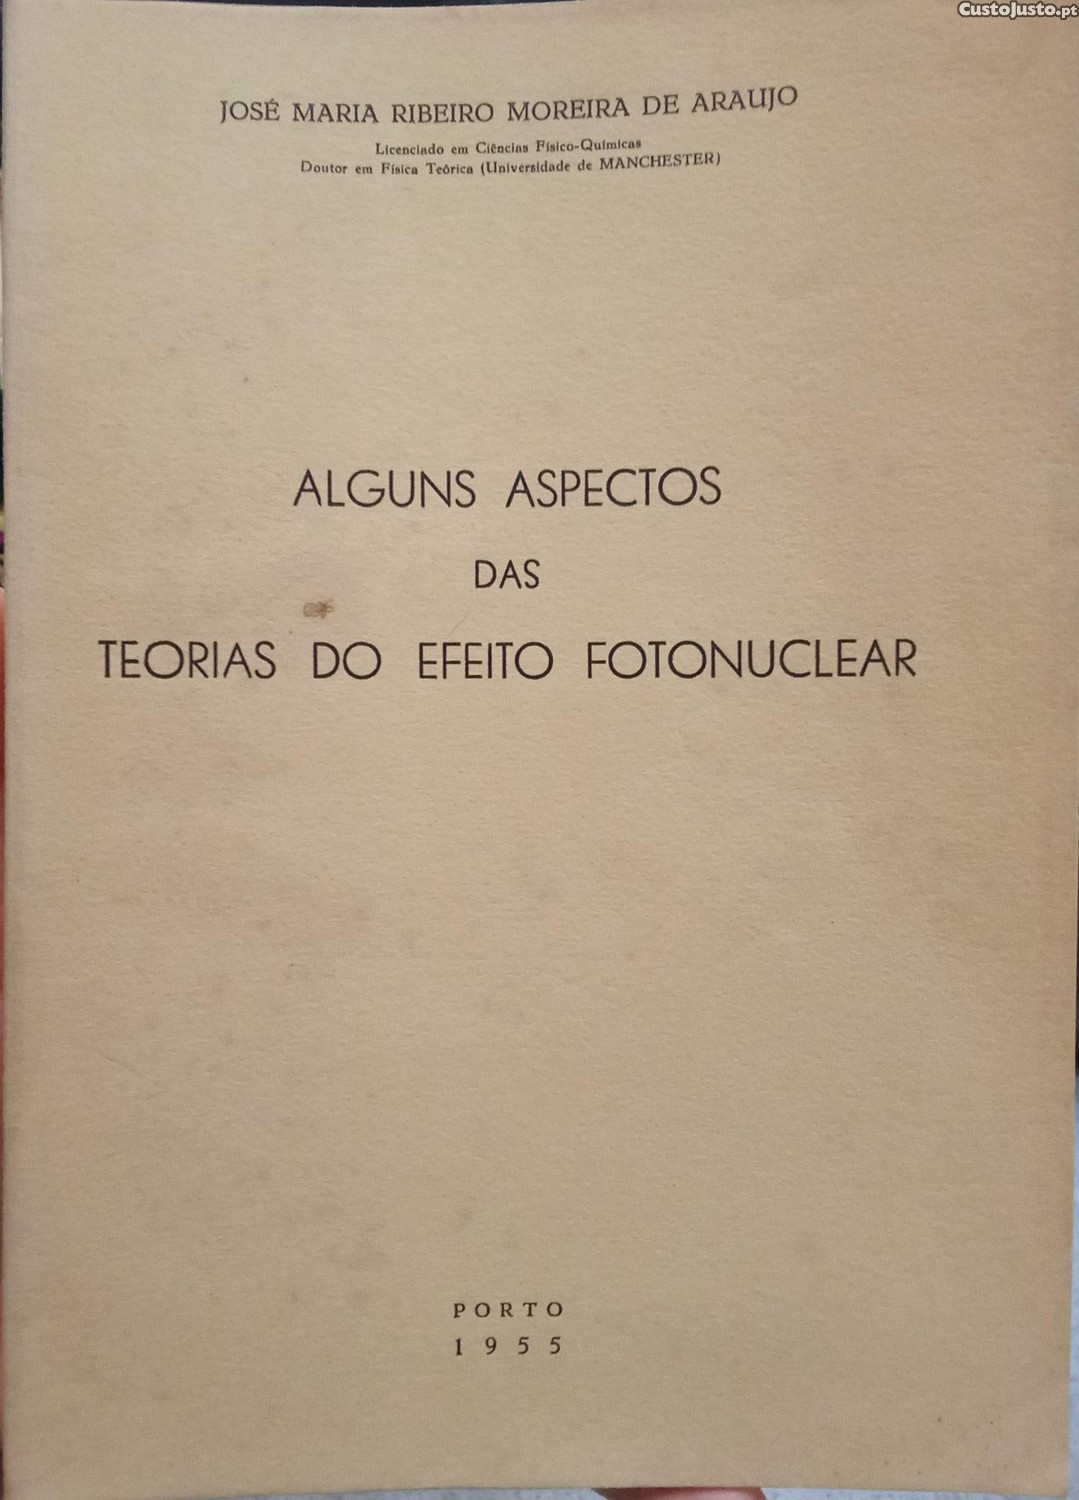 CustoJusto.pt
JOSÉ MARIA RIBEIRO MOREIRA DE ARAUJO
Licenciado em Ciências Físico-Químicas
Doutor em Física Teórica (Universidade de MANCHESTER)
ALGUNS ASPECTOS
DAS
TEORIAS DO EFEITO FOTONUCLEAR
PORTO
1955